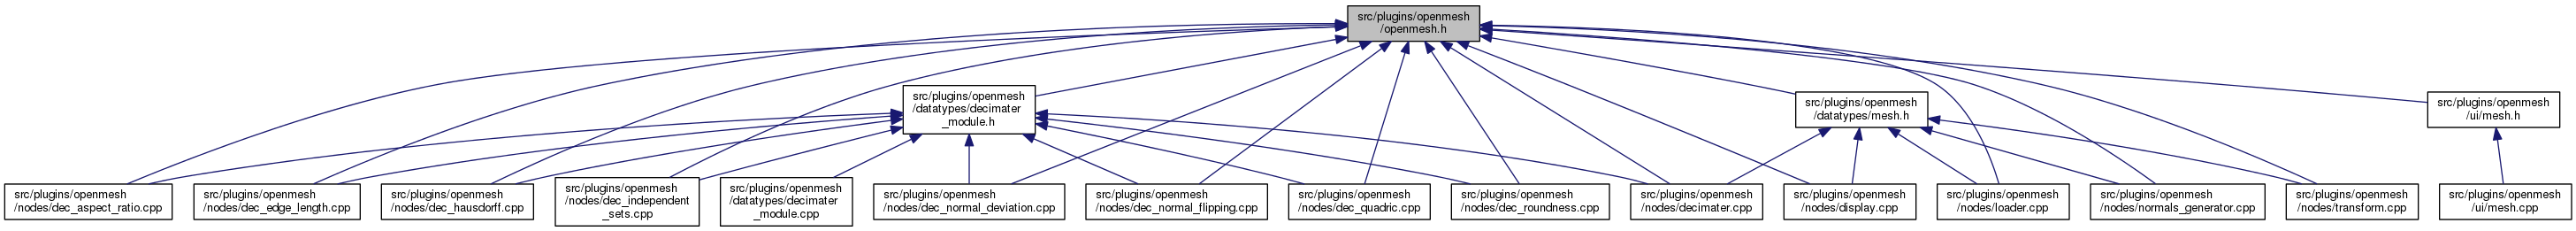 src/plugins/openmesh
/openmesh.h
src/plugins/openmesh
/datatypes/decimater
_module.h
src/plugins/openmesh
/datatypes/mesh.h
src/plugins/openmesh
/ui/mesh.h
src/plugins/openmesh
/nodes/dec_aspect_ratio.cpp
src/plugins/openmesh
/nodes/dec_edge_length.cpp
src/plugins/openmesh
/nodes/dec_hausdorff.cpp
src/plugins/openmesh
/nodes/dec_independent
_sets.cpp
src/plugins/openmesh
/datatypes/decimater
_module.cpp
src/plugins/openmesh
/nodes/dec_normal_deviation.cpp
src/plugins/openmesh
/nodes/dec_normal_flipping.cpp
src/plugins/openmesh
/nodes/dec_quadric.cpp
src/plugins/openmesh
/nodes/dec_roundness.cpp
src/plugins/openmesh
/nodes/decimater.cpp
src/plugins/openmesh
/nodes/display.cpp
src/plugins/openmesh
/nodes/loader.cpp
src/plugins/openmesh
/nodes/normals_generator.cpp
src/plugins/openmesh
/nodes/transform.cpp
src/plugins/openmesh
/ui/mesh.cpp